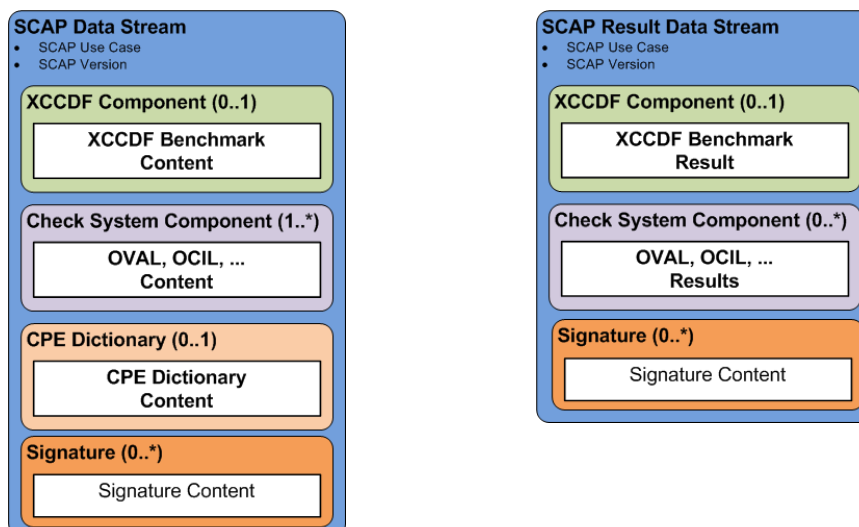 SCAP Data Stream
• SCAP Use Case
• SCAP Version
XCCDF Component (0..1)
XCCDF Benchmark
Content
Check System Component (1..*)
OVAL, OCIL, ...
Content
CPE Dictionary (0..1)
CPE Dictionary
Content
Signature (0..*)
Signature Content
SCAP Result Data Stream
• SCAP Use Case
• SCAP Version
XCCDF Component (0..1)
XCCDF Benchmark
Result
Check System Component (0..*)
OVAL, OCIL, ...
Results
Signature (0..*)
Signature Content